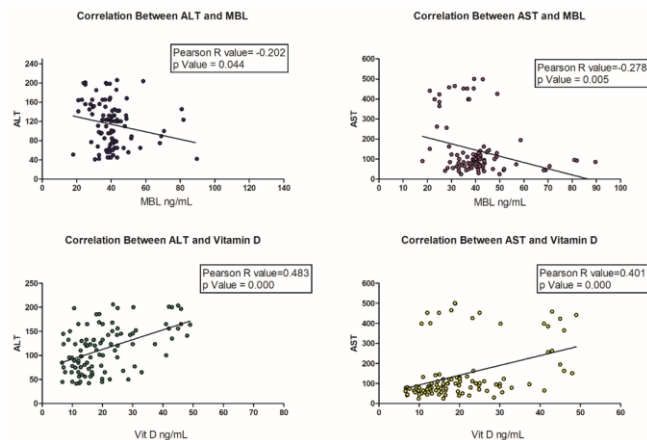 Correlation Between ALT and MBL
Pearson R value= -0.202
p Value = 0.044
240
200
160
120
80
40
0
ALT
0 20 40 60 80 100 120 140
MBL ng/mL
Correlation Between AST and MBL
Pearson R value=-0.278
p Value = 0.005
600
500
400
300
200
100
0
AST
0 10 20 30 40 50 60 70 80 90 100
MBL ng/mL
Correlation Between ALT and Vitamin D
Pearson R value=0.483
p Value = 0.000
250
200
150
100
50
0
ALT
0 10 20 30 40 50 60 70 80
Vit D ng/mL
Correlation Between AST and Vitamin D
Pearson R value=0.401
p Value = 0.000
600
500
400
300
200
100
0
AST
0 10 20 30 40 50 60
Vit D ng/mL